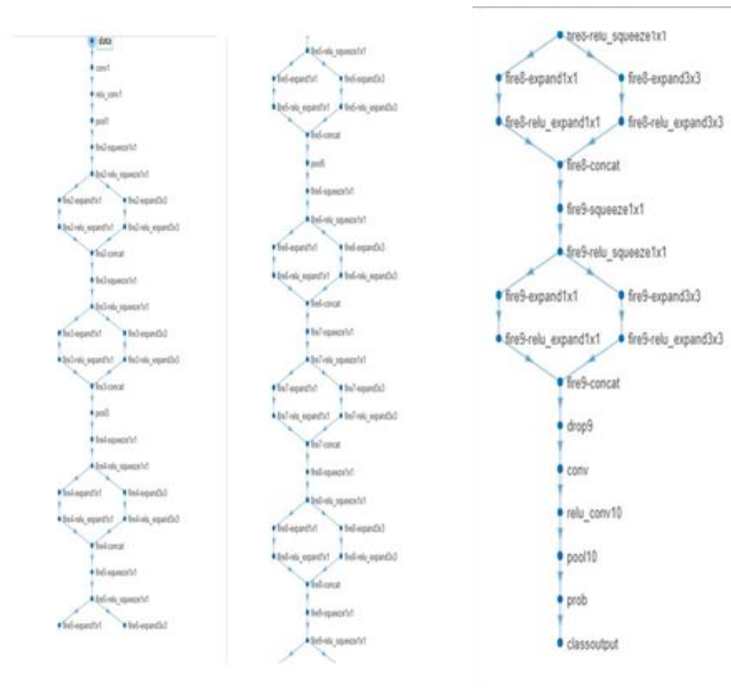 data
conv1
relu_conv1
pool1
fire2-squeeze1x1
fire2-relu_squeeze1x1
fire2-expand1x1 fire2-expand3x3
fire2-relu_expand1x1 fire2-relu_expand3x3
fire2-concat
fire3-squeeze1x1
fire3-relu_squeeze1x1
fire3-expand1x1 fire3-expand3x3
fire3-relu_expand1x1 fire3-relu_expand3x3
fire3-concat
pool3
fire4-squeeze1x1
fire4-relu_squeeze1x1
fire4-expand1x1 fire4-expand3x3
fire4-relu_expand1x1 fire4-relu_expand3x3
fire4-concat
fire5-squeeze1x1
fire5-relu_squeeze1x1
fire5-expand1x1 fire5-expand3x3
fire5-relu_squeeze1x1
fire5-expand1x1 fire5-expand3x3
fire5-relu_expand1x1 fire5-relu_expand3x3
fire5-concat
pool5
fire6-squeeze1x1
fire6-relu_squeeze1x1
fire6-expand1x1 fire6-expand3x3
fire6-relu_expand1x1 fire6-relu_expand3x3
fire6-concat
fire7-squeeze1x1
fire7-relu_squeeze1x1
fire7-expand1x1 fire7-expand3x3
fire7-relu_expand1x1 fire7-relu_expand3x3
fire7-concat
fire8-squeeze1x1
fire8-relu_squeeze1x1
fire8-expand1x1 fire8-expand3x3
fire8-relu_expand1x1 fire8-relu_expand3x3
fire8-concat
fire9-squeeze1x1
fire9-relu_squeeze1x1
fire8-relu_squeeze1x1
fire8-expand1x1 fire8-expand3x3
fire8-relu_expand1x1 fire8-relu_expand3x3
fire8-concat
fire9-squeeze1x1
fire9-relu_squeeze1x1
fire9-expand1x1 fire9-expand3x3
fire9-relu_expand1x1 fire9-relu_expand3x3
fire9-concat
drop9
conv
relu_conv10
pool10
prob
classoutput